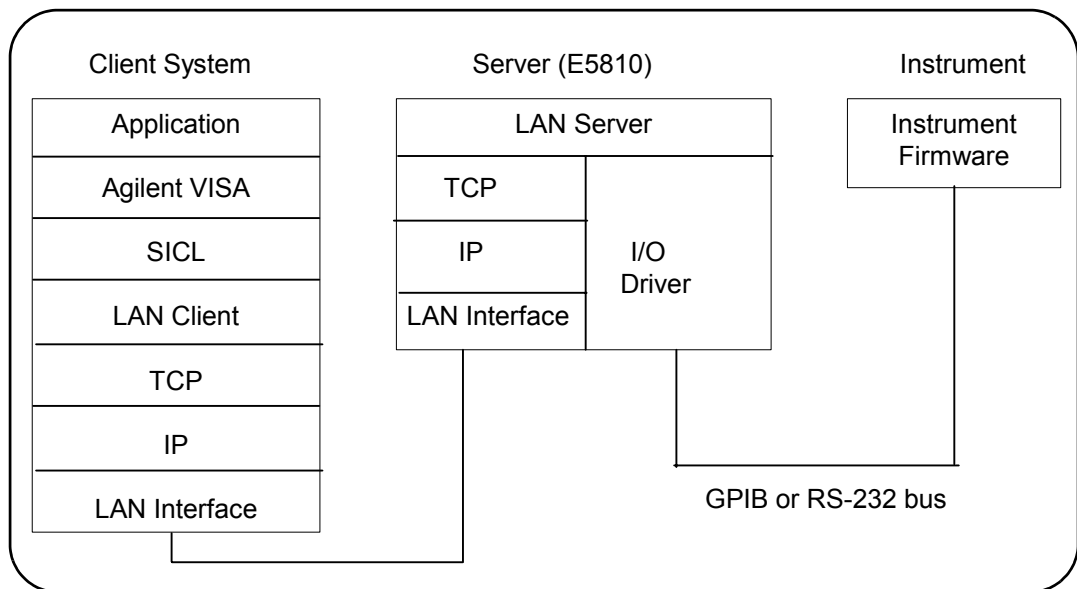 Client System
Application
Agilent VISA
SICL
LAN Client
TCP
IP
LAN Interface
Server (E5810)
LAN Server
TCP
IP
LAN Interface
I/O
Driver
Instrument
Instrument
Firmware
GPIB or RS-232 bus